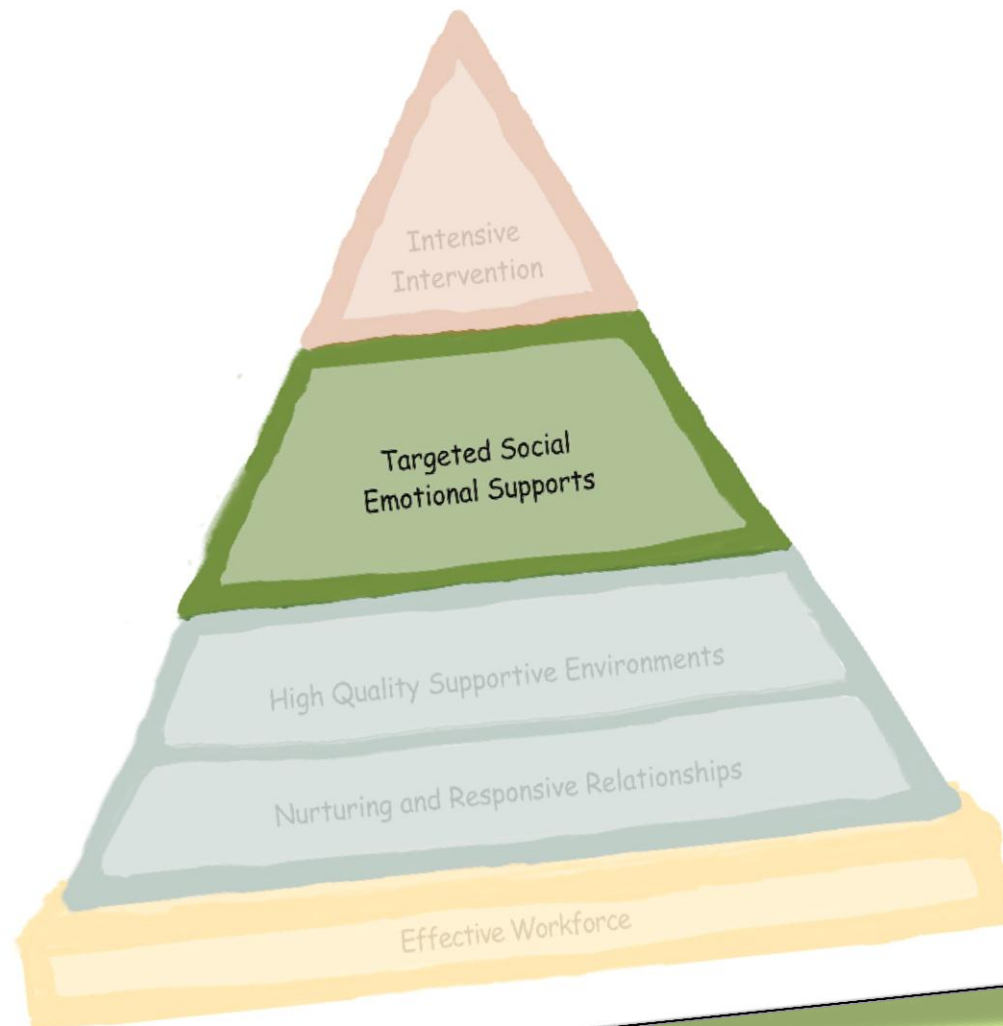 Intensive
Intervention
Targeted Social
Emotional Supports
High Quality Supportive Environments
Nurturing and Responsive Relationships
Effective Workforce